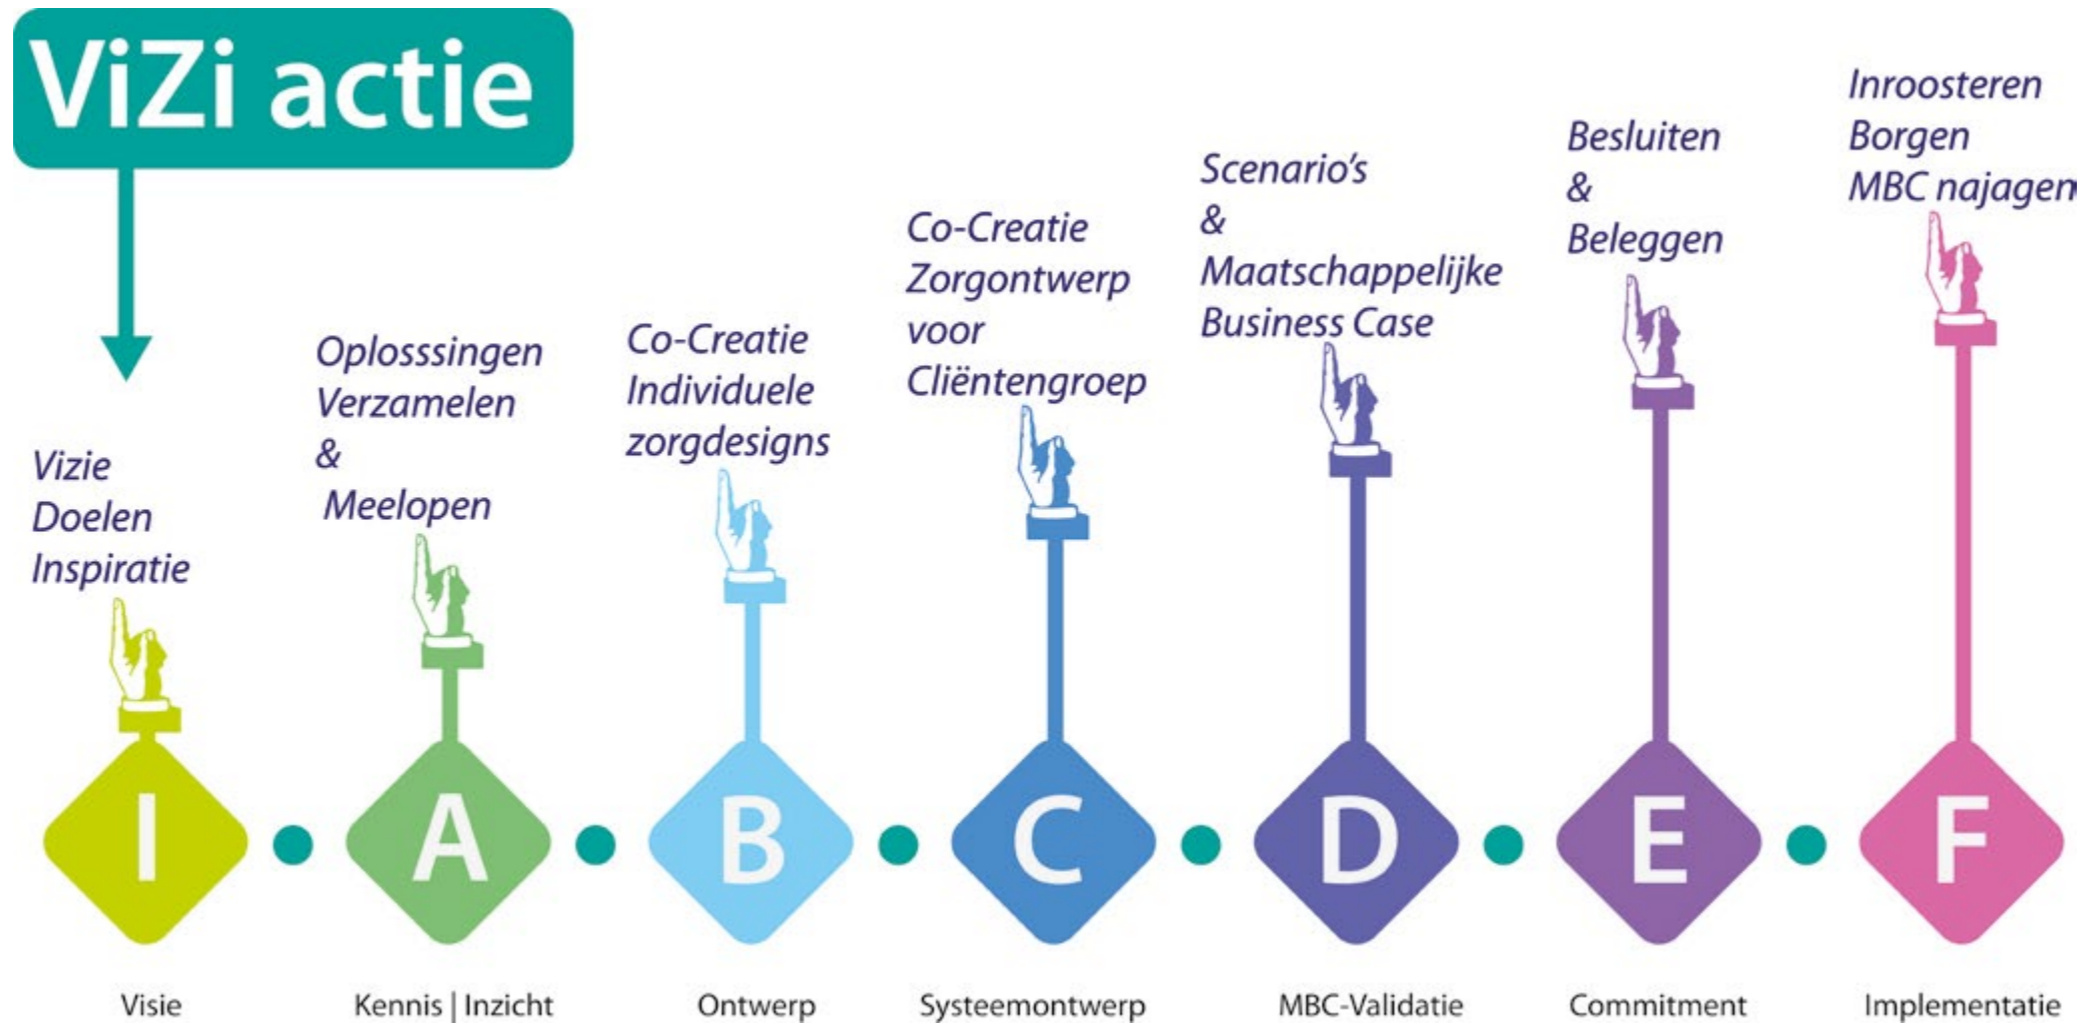 ViZi actie
Vizie
Doelen
Inspiratie
Oplosssingen
Verzamelen
&
Meelopen
Co-Creatie
Individuele
zorgdesigns
Co-Creatie
Zorgontwerp
voor
Cliëntengroep
Scenario's
&
Maatschappelijke
Business Case
Besluiten
&
Beleggen
Inroosteren
Borgen
MBC najagen
I
A
B
C
D
E
F
Visie
Kennis | Inzicht
Ontwerp
Systeemontwerp
MBC-Validatie
Commitment
Implementatie